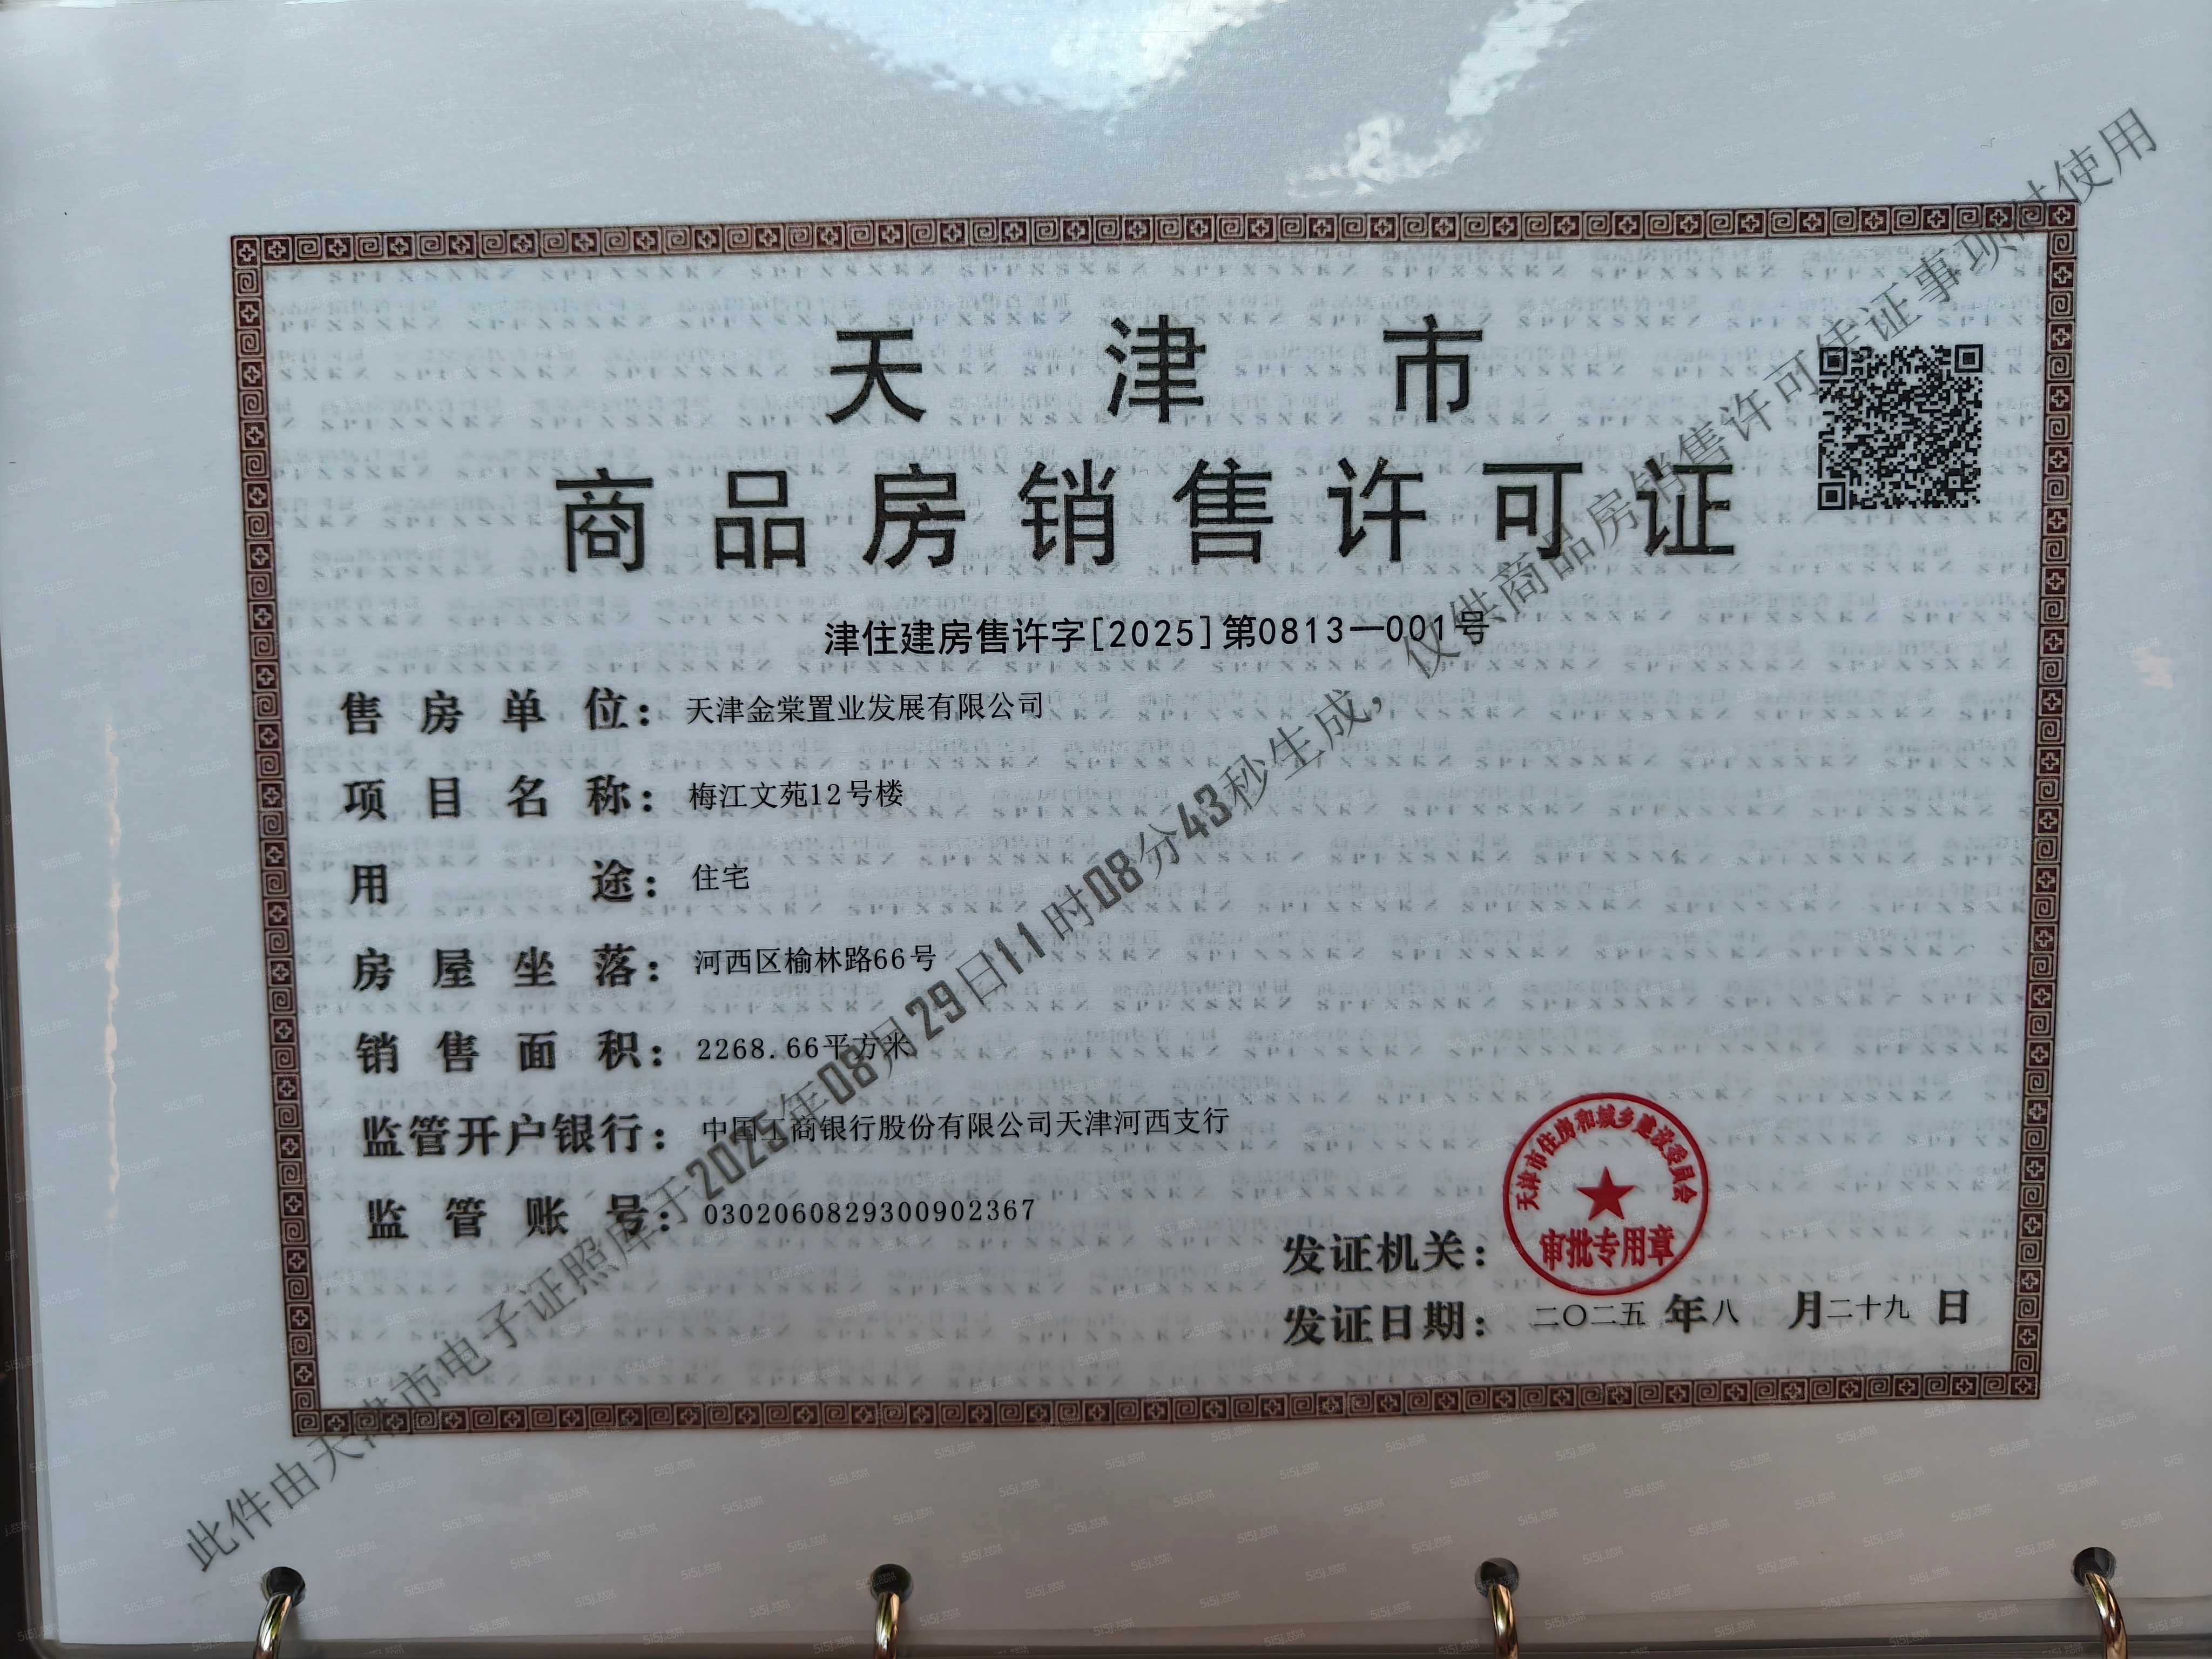 天津市
商品房销售许可证
津住建房售许字[2025]第0813—001号
售房单位：天津金棠置业发展有限公司
项目名称：梅江文苑12号楼
用途：住宅
房屋坐落：河西区榆林路66号
销售面积：2268.66平方米
监管开户银行：中国工商银行股份有限公司天津河西支行
监管账号：0302060829300902367
发证机关：
天津市住房和城乡建设委员会
审批专用章
发证日期：二〇二五年八月二十九日
此件由天津市电子证照库于2025年08月29日11时08分43秒生成，仅供商品房销售许可凭证事项时使用
5i5j.com